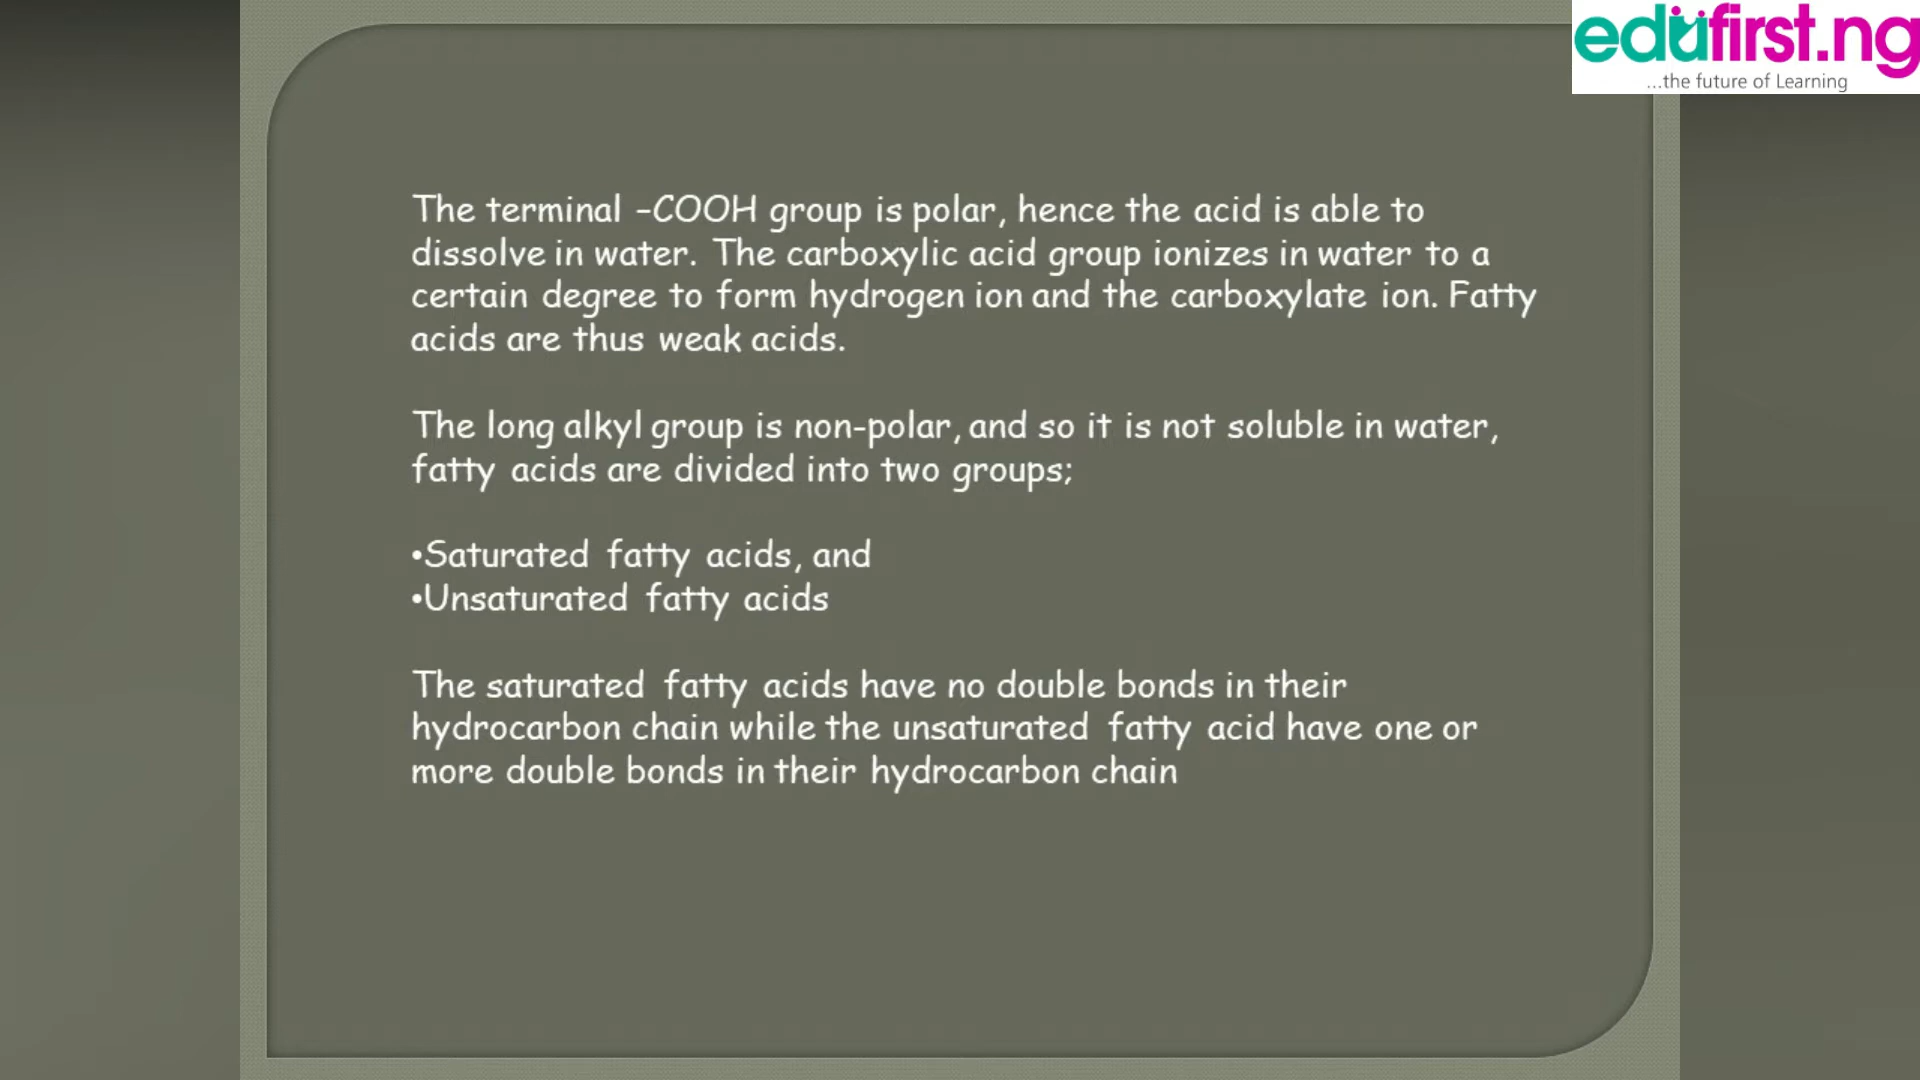 edufirst.ng
...the future of Learning
The terminal –COOH group is polar, hence the acid is able to
dissolve in water. The carboxylic acid group ionizes in water to a
certain degree to form hydrogen ion and the carboxylate ion. Fatty
acids are thus weak acids.
The long alkyl group is non-polar, and so it is not soluble in water,
fatty acids are divided into two groups;
•Saturated fatty acids, and
•Unsaturated fatty acids
The saturated fatty acids have no double bonds in their
hydrocarbon chain while the unsaturated fatty acid have one or
more double bonds in their hydrocarbon chain